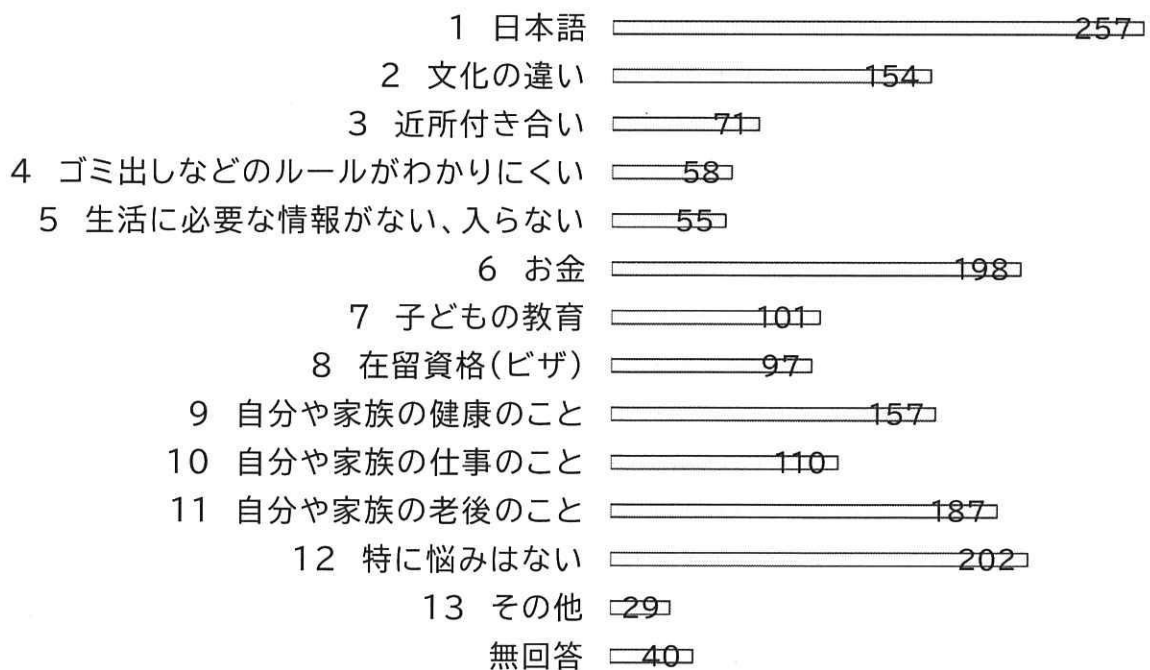 1 日本語 257
2 文化の違い 154
3 近所付き合い 71
4 ゴミ出しなどのルールがわかりにくい 58
5 生活に必要な情報がない、入らない 55
6 お金 198
7 子どもの教育 101
8 在留資格(ビザ) 97
9 自分や家族の健康のこと 157
10 自分や家族の仕事のこと 110
11 自分や家族の老後のこと 187
12 特に悩みはない 202
13 その他 29
無回答 40